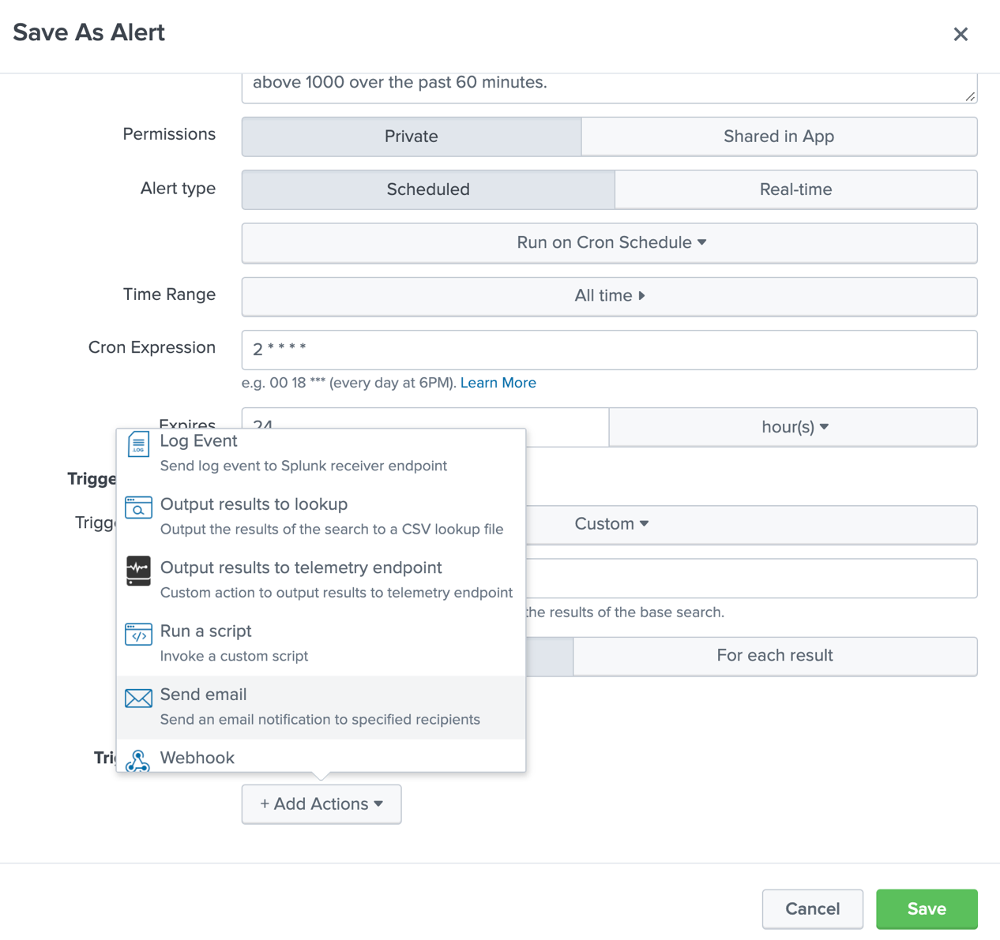 Save As Alert
above 1000 over the past 60 minutes.
Permissions
Private
Shared in App
Alert type
Scheduled
Real-time
Run on Cron Schedule
Time Range
All time
Cron Expression
2 * * * *
e.g. 00 18 *** (every day at 6PM). Learn More
Expires
24
hour(s)
Log Event
Send log event to Splunk receiver endpoint
Output results to lookup
Output the results of the search to a CSV lookup file
Output results to telemetry endpoint
Custom action to output results to telemetry endpoint
Run a script
Invoke a custom script
Send email
Send an email notification to specified recipients
Webhook
Custom
the results of the base search.
For each result
+ Add Actions
Cancel
Save